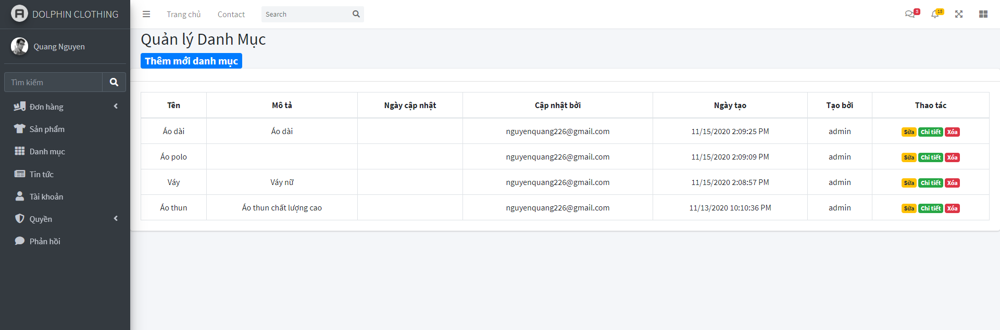 DOLPHIN CLOTHING
Quang Nguyen
Tìm kiếm
Đơn hàng
Sản phẩm
Danh mục
Tin tức
Tài khoản
Quyền
Phản hồi
Trang chủ Contact Search 3 15
Quản lý Danh Mục
Thêm mới danh mục
Tên Mô tả Ngày cập nhật Cập nhật bởi Ngày tạo Tạo bởi Thao tác
Áo dài Áo dài nguyenquang226@gmail.com 11/15/2020 2:09:25 PM admin Sửa Chi tiết Xóa
Áo polo nguyenquang226@gmail.com 11/15/2020 2:09:09 PM admin Sửa Chi tiết Xóa
Váy Váy nữ nguyenquang226@gmail.com 11/15/2020 2:08:57 PM admin Sửa Chi tiết Xóa
Áo thun Áo thun chất lượng cao nguyenquang226@gmail.com 11/13/2020 10:10:36 PM admin Sửa Chi tiết Xóa